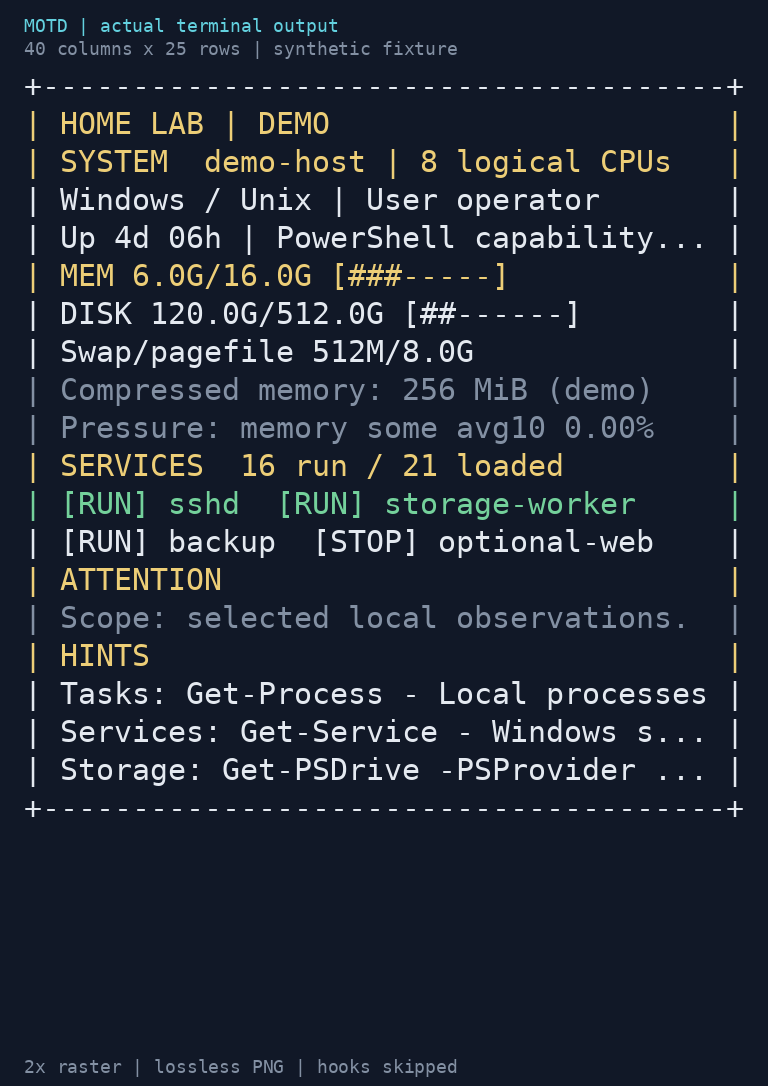 MOTD | actual terminal output
40 columns x 25 rows | synthetic fixture
+--------------------------------------+
| HOME LAB | DEMO                      |
| SYSTEM  demo-host | 8 logical CPUs   |
| Windows / Unix | User operator       |
| Up 4d 06h | PowerShell capability... |
| MEM 6.0G/16.0G [###-----]            |
| DISK 120.0G/512.0G [##------]        |
| Swap/pagefile 512M/8.0G              |
| Compressed memory: 256 MiB (demo)    |
| Pressure: memory some avg10 0.00%    |
| SERVICES  16 run / 21 loaded         |
| [RUN] sshd  [RUN] storage-worker     |
| [RUN] backup  [STOP] optional-web    |
| ATTENTION                            |
| Scope: selected local observations.  |
| HINTS                                |
| Tasks: Get-Process - Local processes |
| Services: Get-Service - Windows s... |
| Storage: Get-PSDrive -PSProvider ... |
+--------------------------------------+
2x raster | lossless PNG | hooks skipped